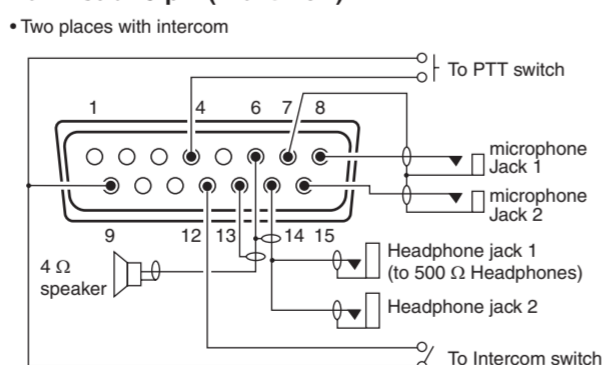 • Two places with intercom
To PTT switch
1 4 6 7 8
microphone
Jack 1
microphone
Jack 2
9 12 13 14 15
4 Ω
speaker
Headphone jack 1
(to 500 Ω Headphones)
Headphone jack 2
To Intercom switch